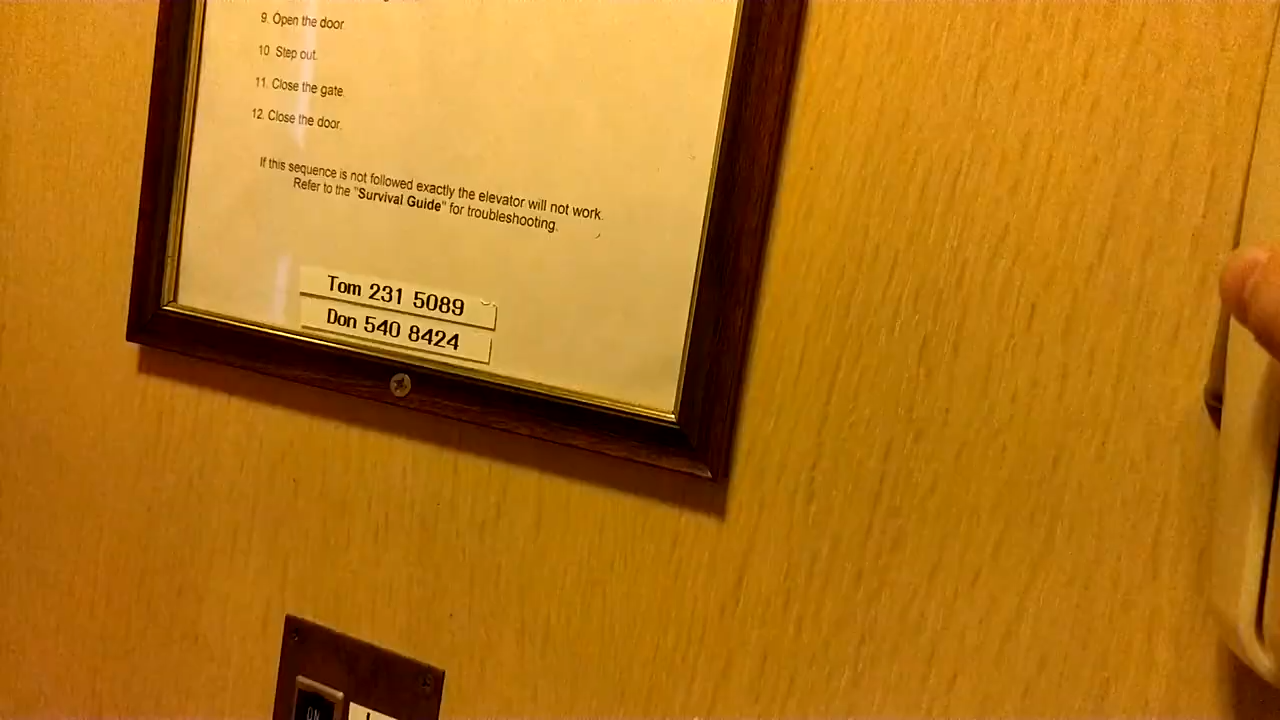 9. Open the door
10 Step out.
11. Close the gate.
12. Close the door.
If this sequence is not followed exactly the elevator will not work.
Refer to the "Survival Guide" for troubleshooting.
Tom 231 5089
Don 540 8424
ON